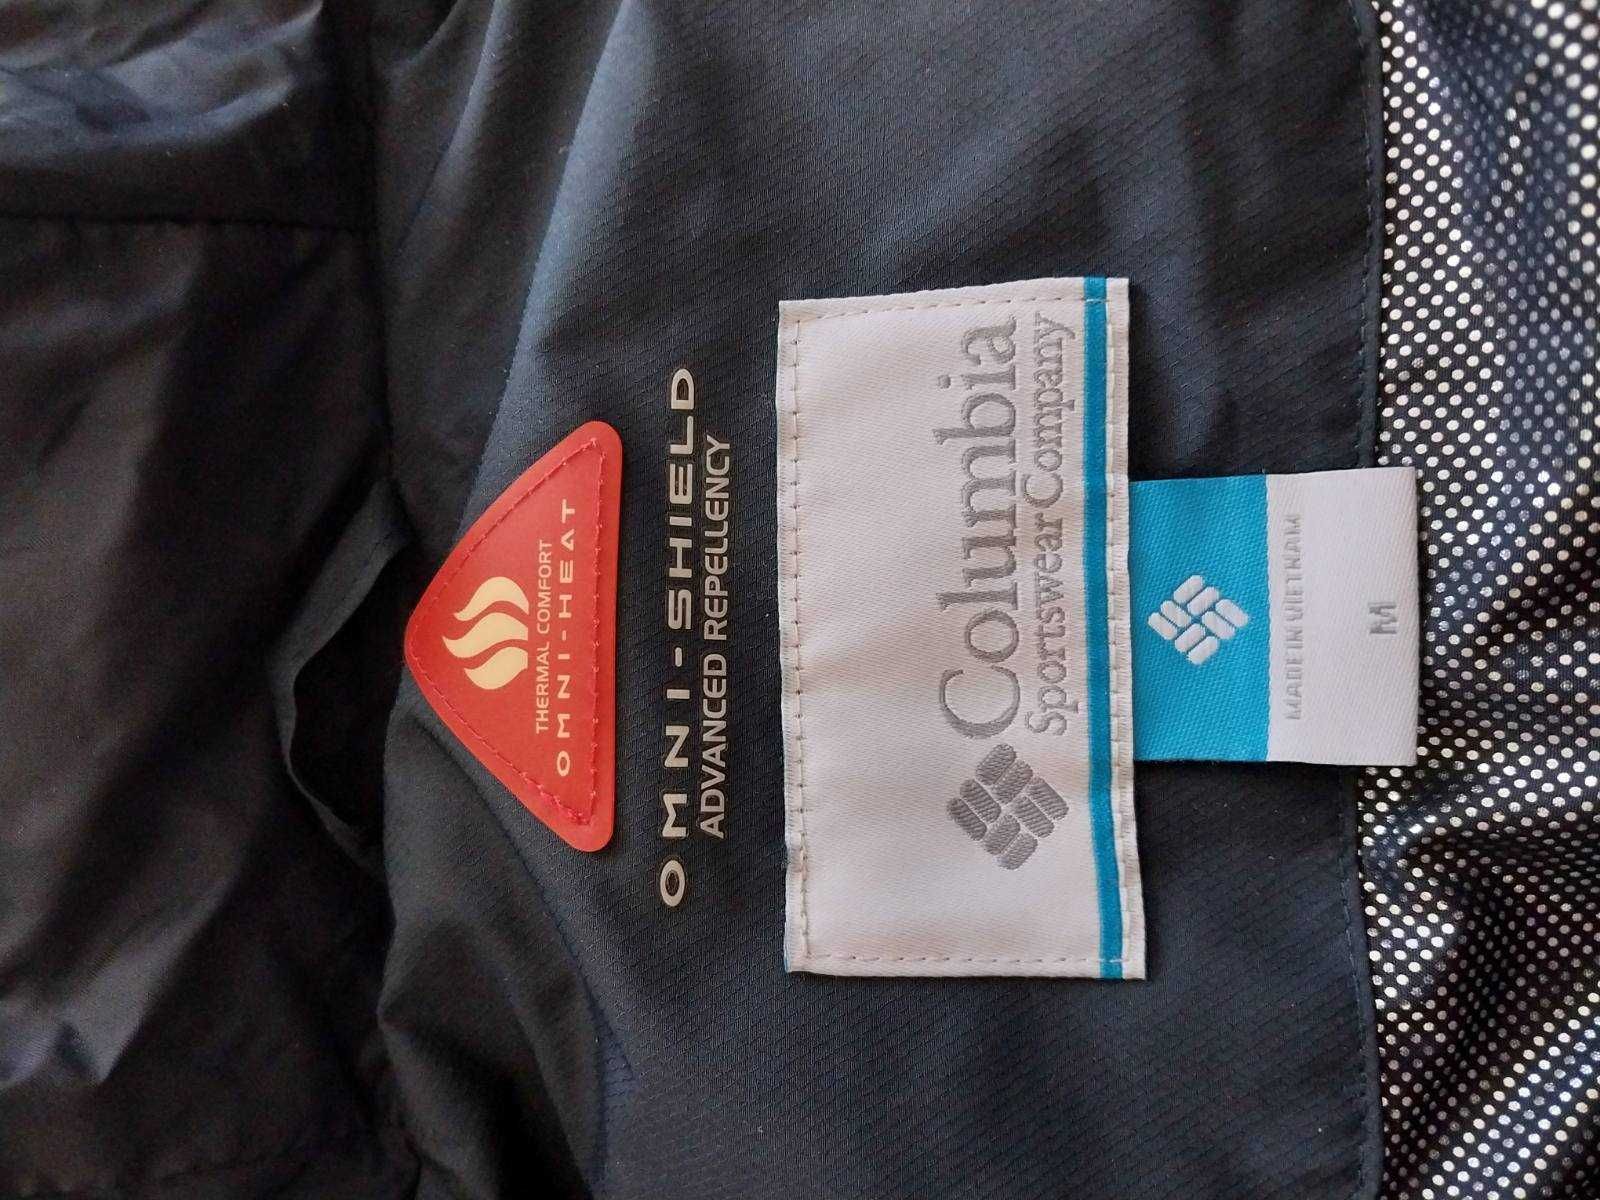 THERMAL COMFORT
OMNI-HEAT
OMNI-SHIELD
ADVANCED REPELLENCY
Columbia
Sportswear Company
MADE IN VIETNAM
M